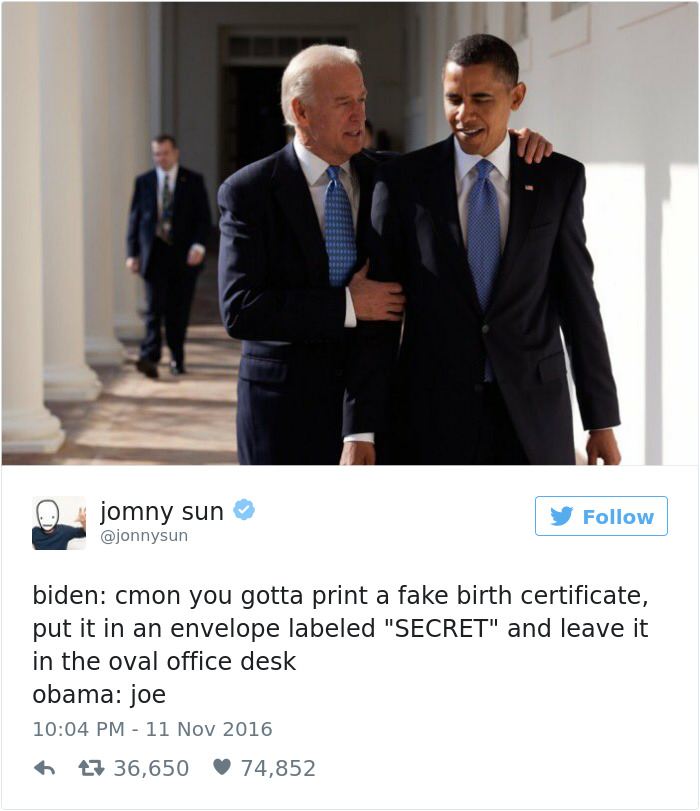 jomny sun
Follow
@jonnysun
biden: cmon you gotta print a fake birth certificate,
put it in an envelope labeled "SECRET" and leave it
in the oval office desk
obama: joe
10:04 PM - 11 Nov 2016
36,650 74,852